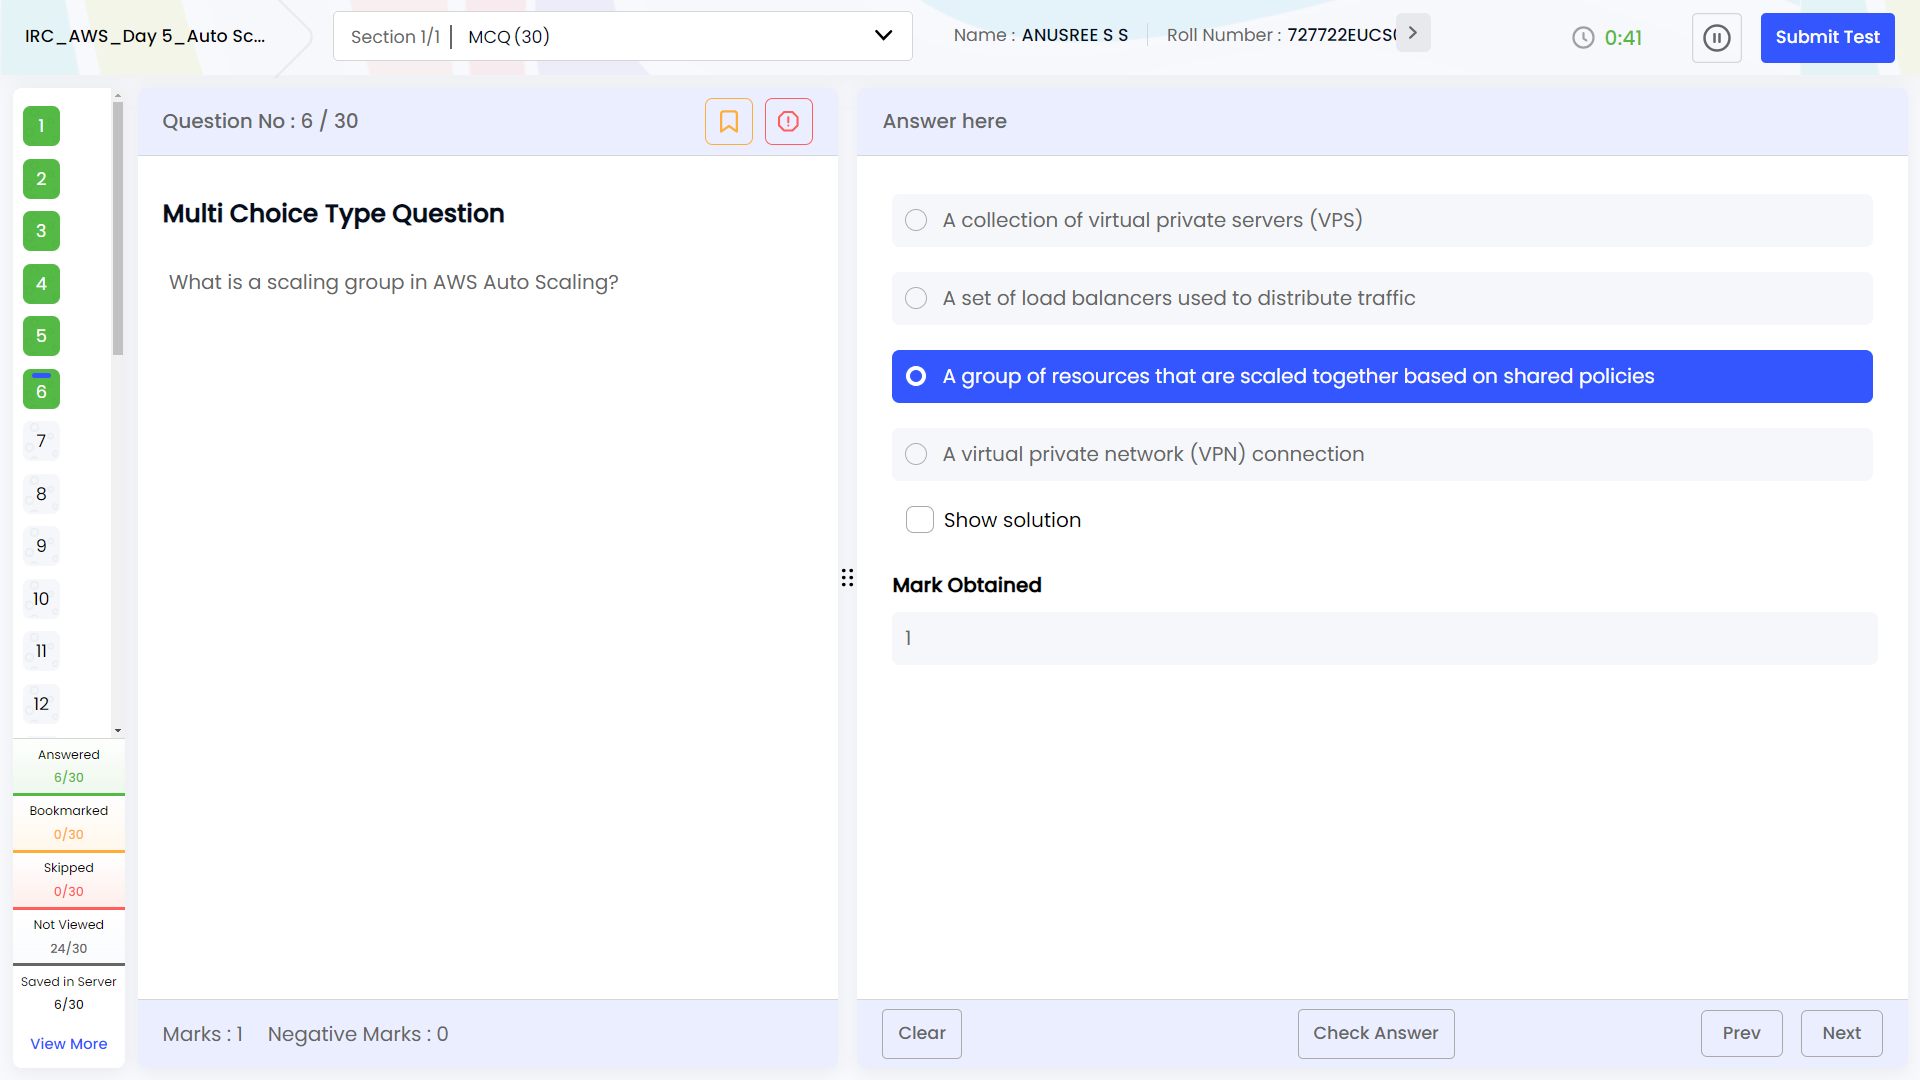 IRC_AWS_Day 5_Auto Sc...
Section 1/1 | MCQ (30)
Name : ANUSREE S S
Roll Number :
0:41
Submit Test
1
2
3
4
5
6
7
8
9
10
11
12
Answered
6/30
Bookmarked
0/30
Skipped
0/30
Not Viewed
24/30
Saved in Server
6/30
View More
Question No : 6 / 30
Multi Choice Type Question
What is a scaling group in AWS Auto Scaling?
Marks : 1 Negative Marks : 0
Answer here
A collection of virtual private servers (VPS)
A set of load balancers used to distribute traffic
A group of resources that are scaled together based on shared policies
A virtual private network (VPN) connection
Show solution
Mark Obtained
1
Clear
Check Answer
Prev
Next